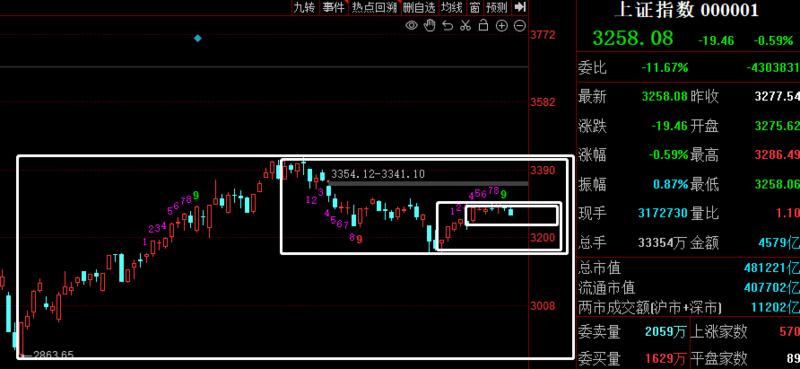 九转 事件 热点回溯 删自选 均线 窗 预测
上证指数 000001
3258.08 -19.46 -0.59%
委比 -11.67% -4303831
最新 3258.08 昨收 3277.54
涨跌 -19.46 开盘 3275.62
涨幅 -0.59% 最高 3286.49
振幅 0.87% 最低 3258.06
现手 3172730 量比 1.10
总手 33354万 金额 4579亿
总市值 481221亿
流通市值 407702亿
两市成交额(沪市+深市) 11202亿
委卖量 2059万 上涨家数 570
委买量 1629万 平盘家数 89
3772
3582
3390
3200
3008
3354.12-3341.10
1 2 3 4 5 6 7 8 9
1 2 3 4 5 6 7 8 9
1 2 4 5 6 7 8 9
2863.65